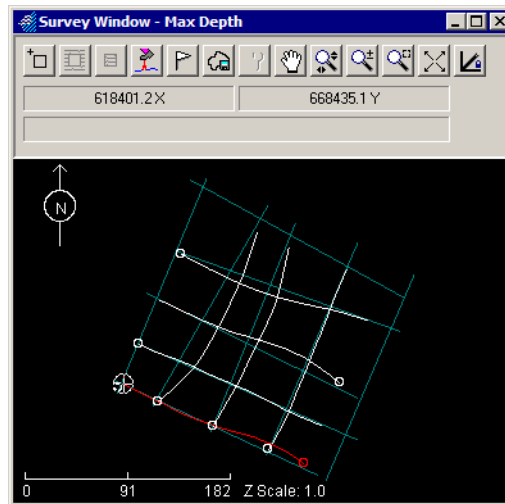 Survey Window - Max Depth
618401.2 X 668435.1 Y
N
0 91 182 Z Scale: 1.0